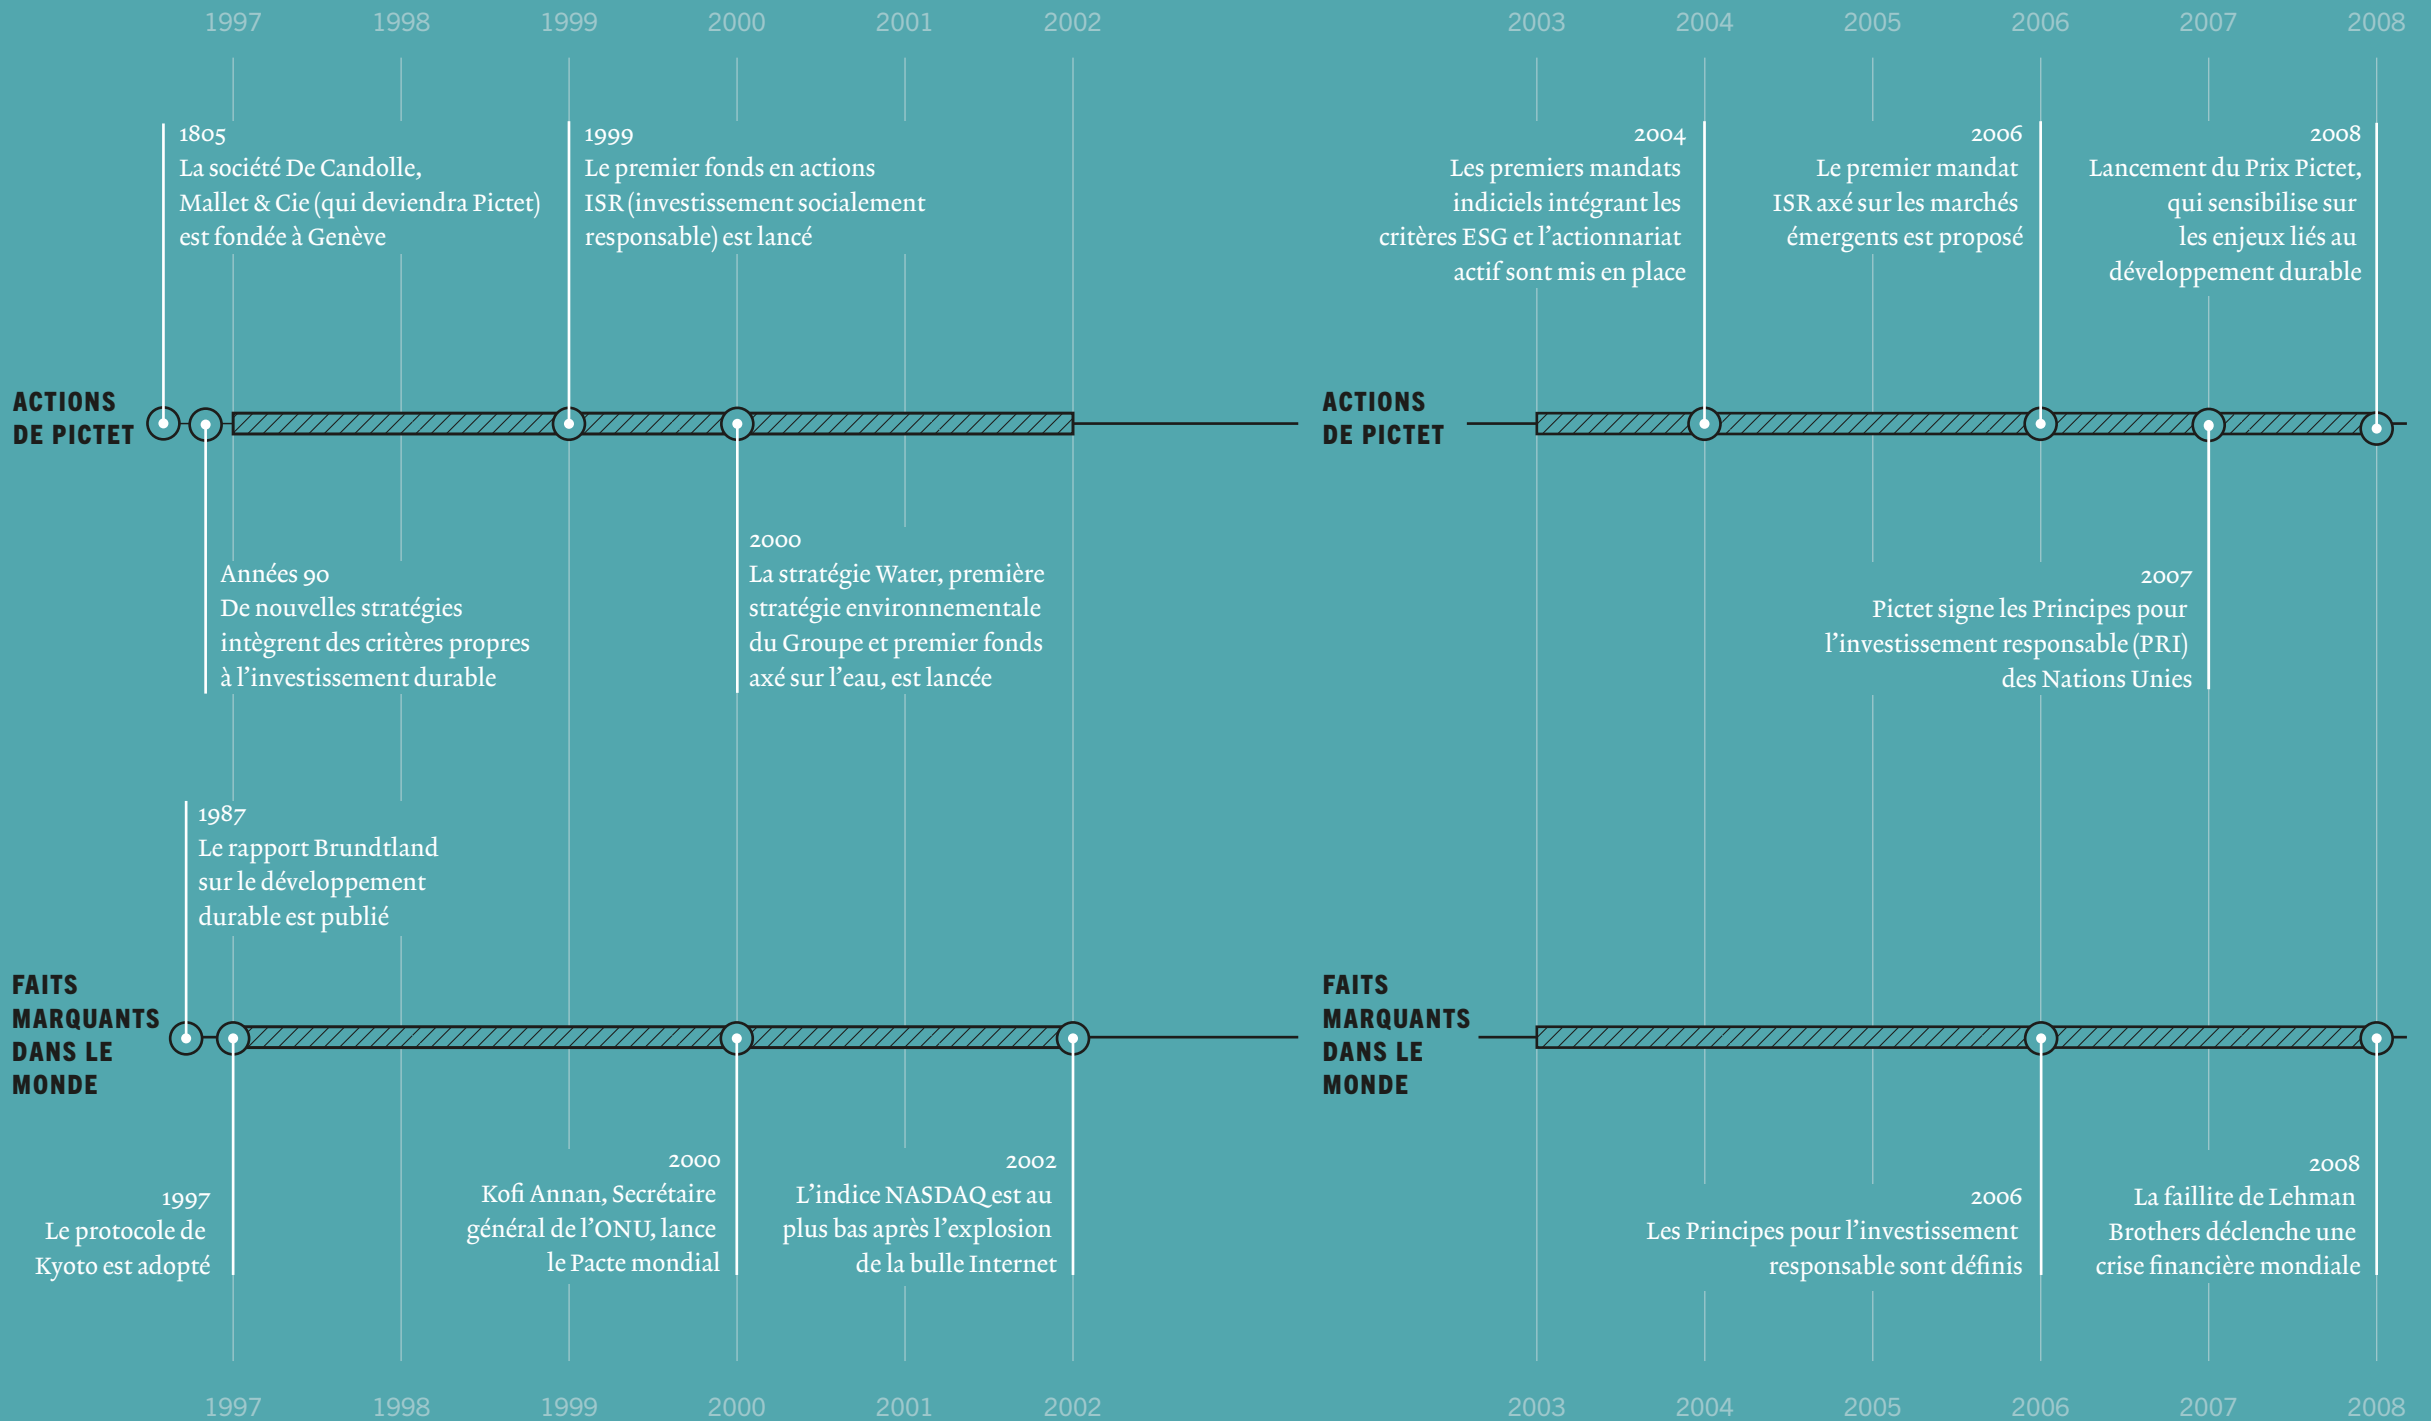 1997 1998 1999 2000 2001 2002 2003 2004 2005 2006 2007 2008
1805
La société De Candolle,
Mallet & Cie (qui deviendra Pictet)
est fondée à Genève
1999
Le premier fonds en actions
ISR (investissement socialement
responsable) est lancé
2004
Les premiers mandats
indiciels intégrant les
critères ESG et l’actionnariat
actif sont mis en place
2006
Le premier mandat
ISR axé sur les marchés
émergents est proposé
2008
Lancement du Prix Pictet,
qui sensibilise sur
les enjeux liés au
développement durable
ACTIONS
DE PICTET
ACTIONS
DE PICTET
Années 90
De nouvelles stratégies
intègrent des critères propres
à l’investissement durable
2000
La stratégie Water, première
stratégie environnementale
du Groupe et premier fonds
axé sur l’eau, est lancée
2007
Pictet signe les Principes pour
l’investissement responsable (PRI)
des Nations Unies
1987
Le rapport Brundtland
sur le développement
durable est publié
FAITS
MARQUANTS
DANS LE
MONDE
FAITS
MARQUANTS
DANS LE
MONDE
1997
Le protocole de
Kyoto est adopté
2000
Kofi Annan, Secrétaire
général de l’ONU, lance
le Pacte mondial
2002
L’indice NASDAQ est au
plus bas après l’explosion
de la bulle Internet
2006
Les Principes pour l’investissement
responsable sont définis
2008
La faillite de Lehman
Brothers déclenche une
crise financière mondiale
1997 1998 1999 2000 2001 2002 2003 2004 2005 2006 2007 2008